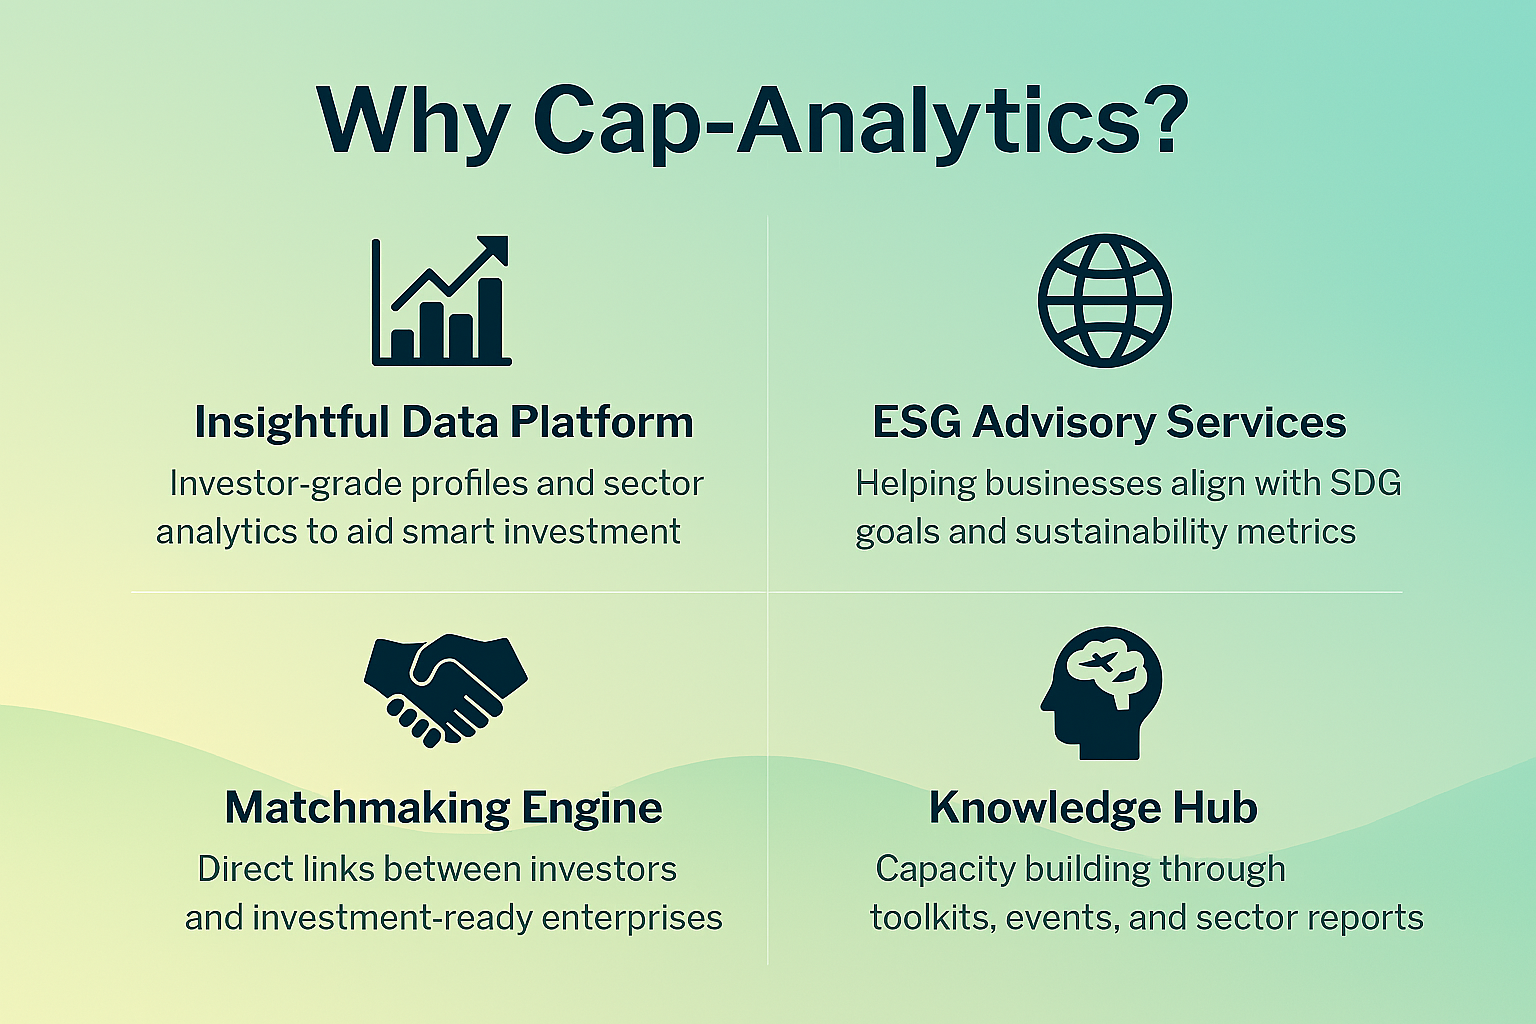 Why Cap-Analytics?
Insightful Data Platform
Investor-grade profiles and sector
analytics to aid smart investment
ESG Advisory Services
Helping businesses align with SDG
goals and sustainability metrics
Matchmaking Engine
Direct links between investors
and investment-ready enterprises
Knowledge Hub
Capacity building through
toolkits, events, and sector reports